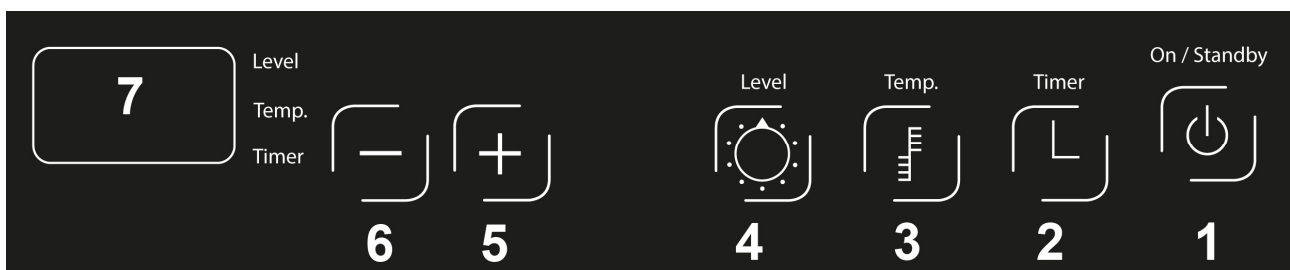 On / Standby
Level
Temp.
Timer
7
Level
Temp.
Timer
6
5
4
3
2
1